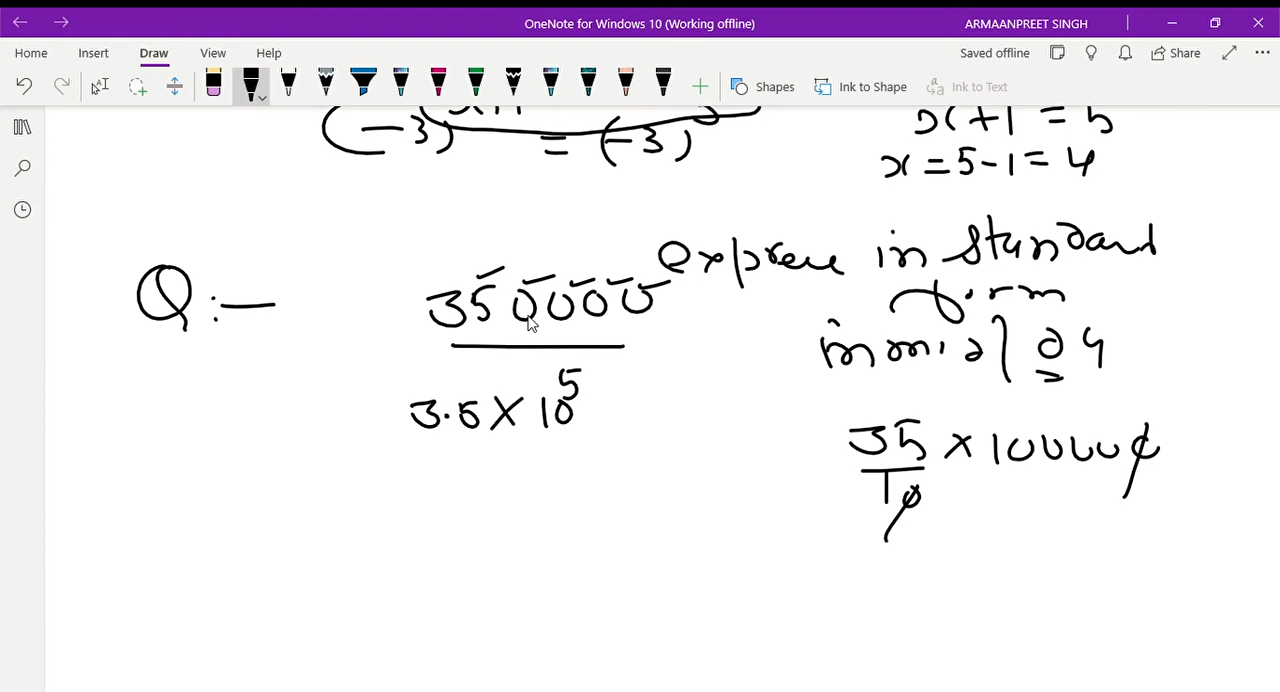 OneNote for Windows 10 (Working offline)
ARMAANPREET SINGH
Home Insert Draw View Help
Saved offline
Share
Shapes
Ink to Shape
Ink to Text
(-3) = (-3)
x+1 = 5
x = 5-1 = 4
Q:- 350000 express in standard
form
3.5 × 10^5
35/10 × 100000